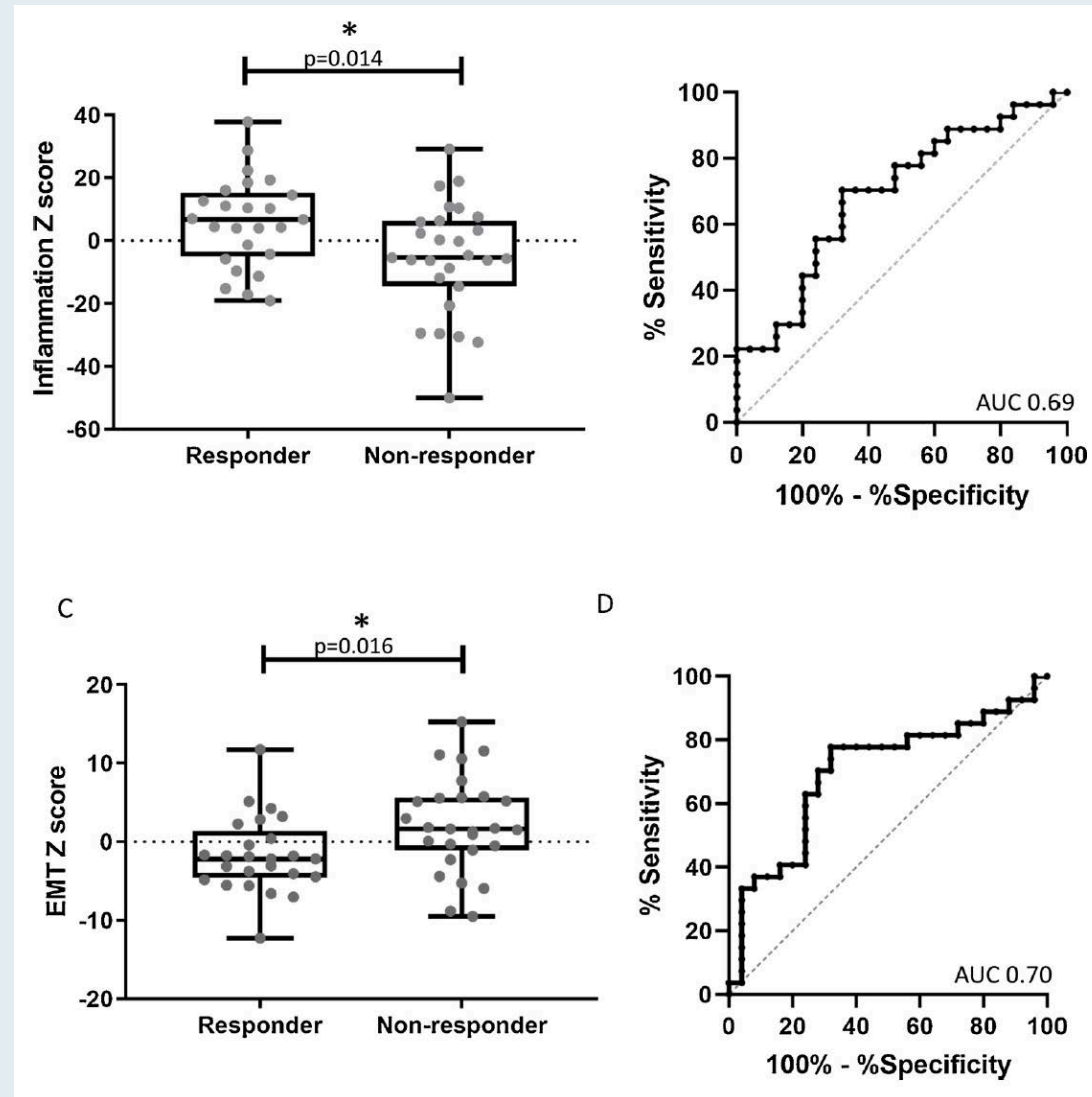 *
p=0.014
Inflammation Z score
40
20
0
-20
-40
-60
Responder
Non-responder
% Sensitivity
100
80
60
40
20
0
AUC 0.69
0 20 40 60 80 100
100% - %Specificity
C
*
p=0.016
EMT Z score
20
10
0
-10
-20
Responder
Non-responder
D
% Sensitivity
100
80
60
40
20
0
AUC 0.70
0 20 40 60 80 100
100% - %Specificity